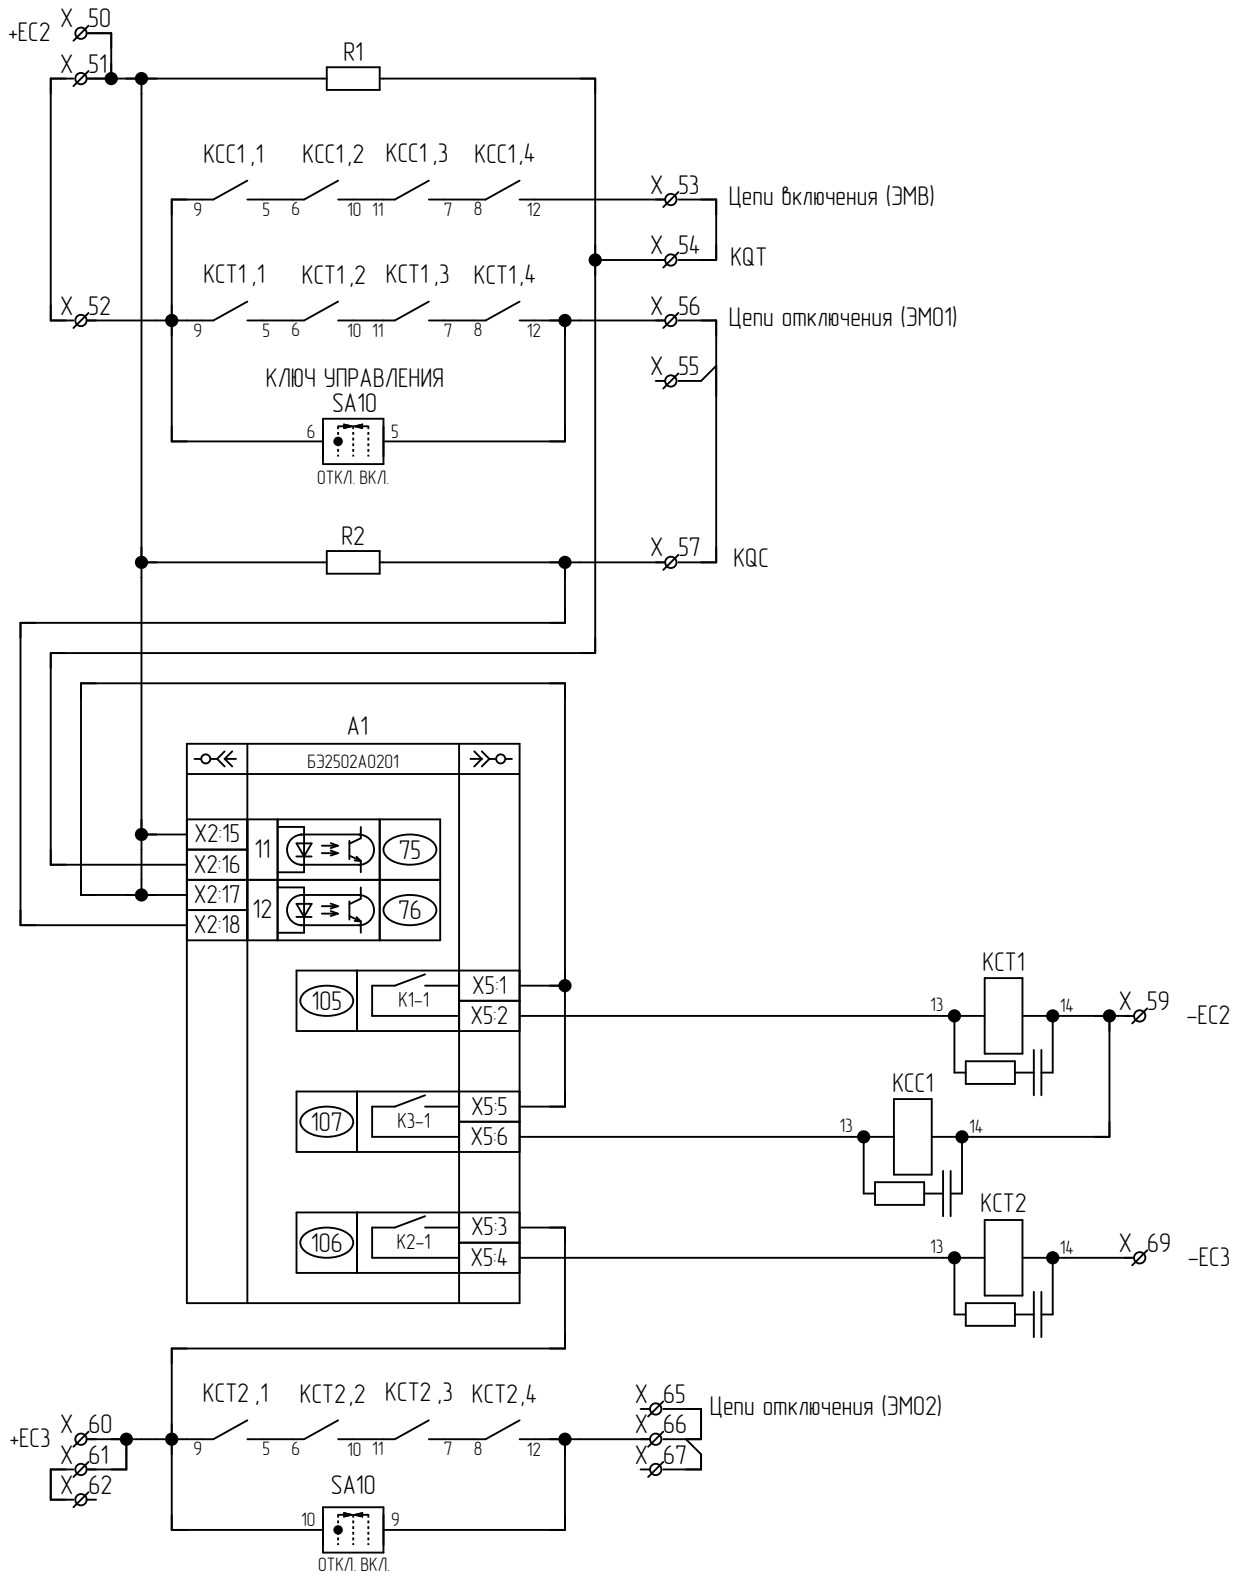 X 50
+EC2
X 51
R1
KCC1,1 KCC1,2 KCC1,3 KCC1,4
9 5 6 10 11 7 8 12
X 53 Цепи включения (ЭМВ)
X 54 KQT
KCT1,1 KCT1,2 KCT1,3 KCT1,4
X 52
9 5 6 10 11 7 8 12
X 56 Цепи отключения (ЭМО1)
X 55
КЛЮЧ УПРАВЛЕНИЯ
SA10
6 5
ОТКЛ. ВКЛ.
R2
X 57 KQC
A1
БЭ2502А0201
X2:15
11 75
X2:16
X2:17
12 76
X2:18
105 K1-1 X5:1
X5:2
KCT1
13 14 X 59 -EC2
107 K3-1 X5:5
X5:6
KCC1
13 14
106 K2-1 X5:3
X5:4
KCT2
13 14 X 69 -EC3
KCT2,1 KCT2,2 KCT2,3 KCT2,4
X 65 Цепи отключения (ЭМО2)
+EC3 X 60
9 5 6 10 11 7 8 12
X 66
X 61
X 67
X 62
SA10
10 9
ОТКЛ. ВКЛ.